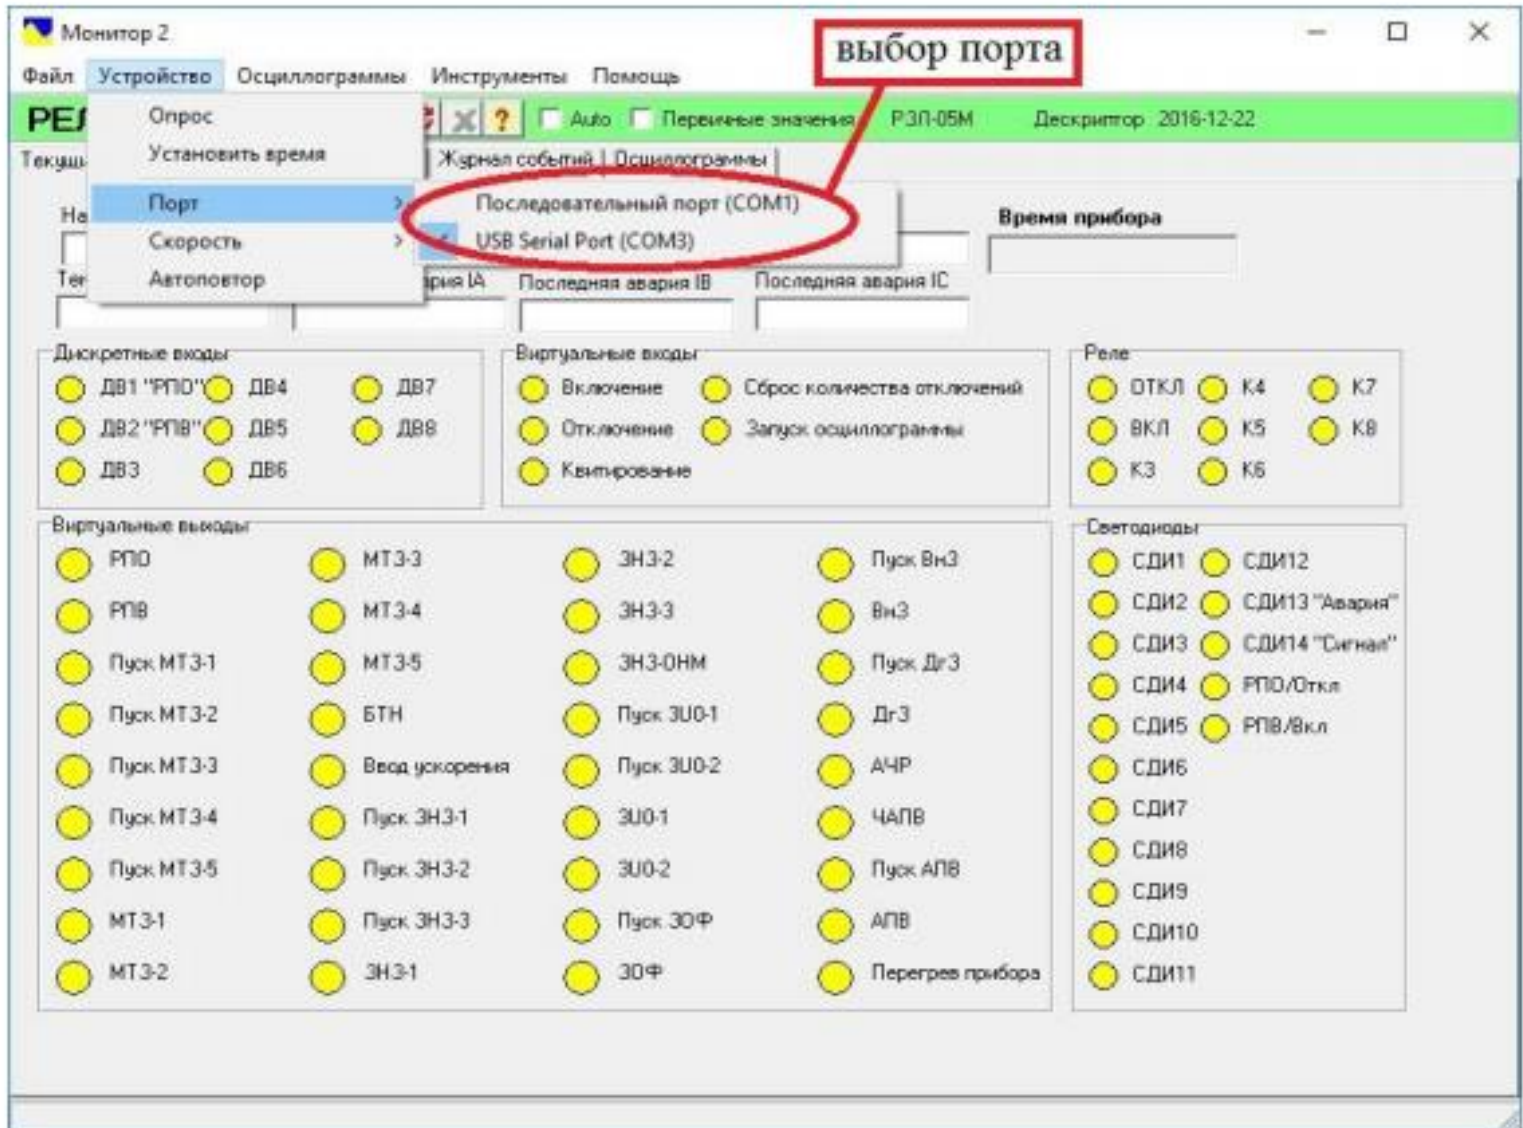 Монитор 2
выбор порта
Файл Устройство Осциллограммы Инструменты Помощь
РЕЛ ? Auto Первичные значения РЗЛ-05М Дескриптор 2016-12-22
Опрос
Установить время
Текущи Журнал событий Осциллограммы
Порт > Последовательный порт (COM1)
На Время прибора
Скорость > USB Serial Port (COM3)
Автоповтор
Тег ария IA Последняя авария IB Последняя авария IC
Дискретные входы Виртуальные входы Реле
ДВ1 "РПО" ДВ4 ДВ7 Включение Сброс количества отключений ОТКЛ К4 К7
ДВ2 "РПВ" ДВ5 ДВ8 Отключение Запуск осциллограммы ВКЛ К5 К8
ДВ3 ДВ6 Квитирование К3 К6
Виртуальные выходы Светодиоды
РПО МТЗ-3 ЗНЗ-2 Пуск ВнЗ СДИ1 СДИ12
РПВ МТЗ-4 ЗНЗ-3 ВнЗ СДИ2 СДИ13 "Авария"
Пуск МТЗ-1 МТЗ-5 ЗНЗ-ОНМ Пуск ДгЗ СДИ3 СДИ14 "Сигнал"
Пуск МТЗ-2 БТН Пуск 3U0-1 ДгЗ СДИ4 РПО/Откл
СДИ5 РПВ/Вкл
Пуск МТЗ-3 Ввод ускорения Пуск 3U0-2 АЧР СДИ6
Пуск МТЗ-4 Пуск ЗНЗ-1 3U0-1 ЧАПВ СДИ7
СДИ8
Пуск МТЗ-5 Пуск ЗНЗ-2 3U0-2 Пуск АПВ СДИ9
МТЗ-1 Пуск ЗНЗ-3 Пуск ЗОФ АПВ СДИ10
МТЗ-2 ЗНЗ-1 ЗОФ Перегрев прибора СДИ11